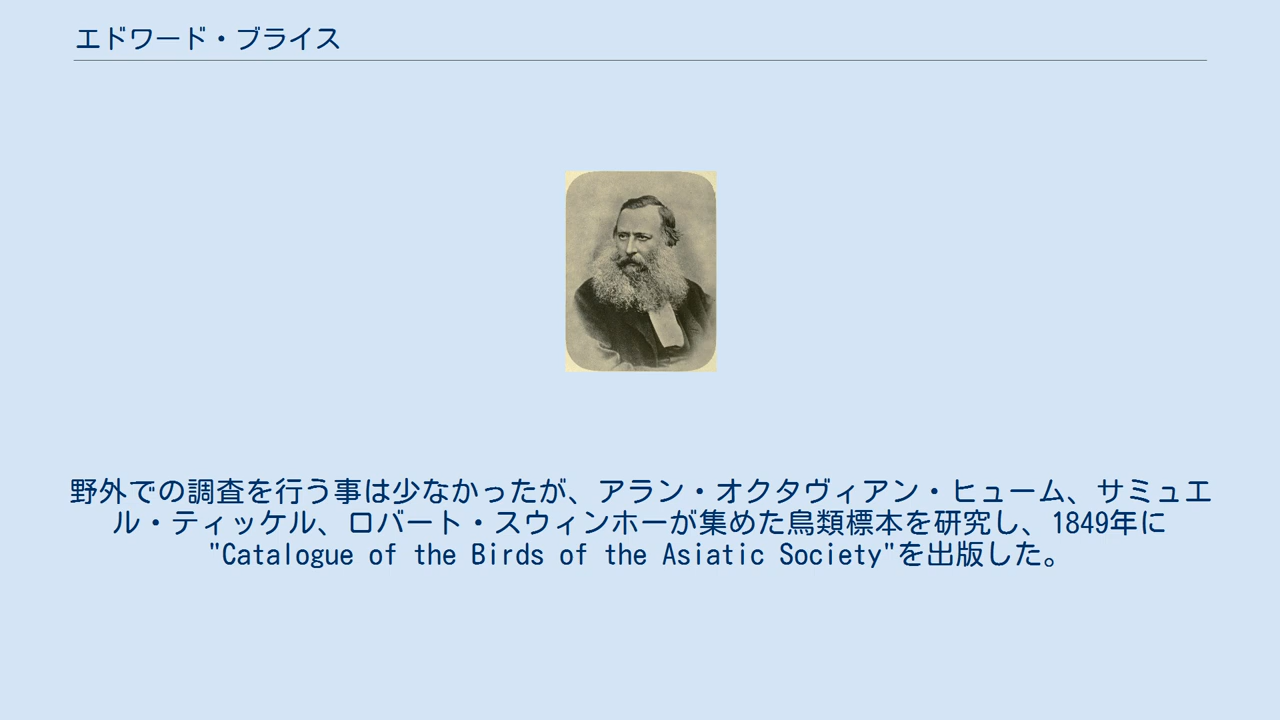 エドワード・ブライス
野外での調査を行う事は少なかったが、アラン・オクタヴィアン・ヒューム、サミュエ
ル・ティッケル、ロバート・スウィンホーが集めた鳥類標本を研究し、1849年に
"Catalogue of the Birds of the Asiatic Society"を出版した。